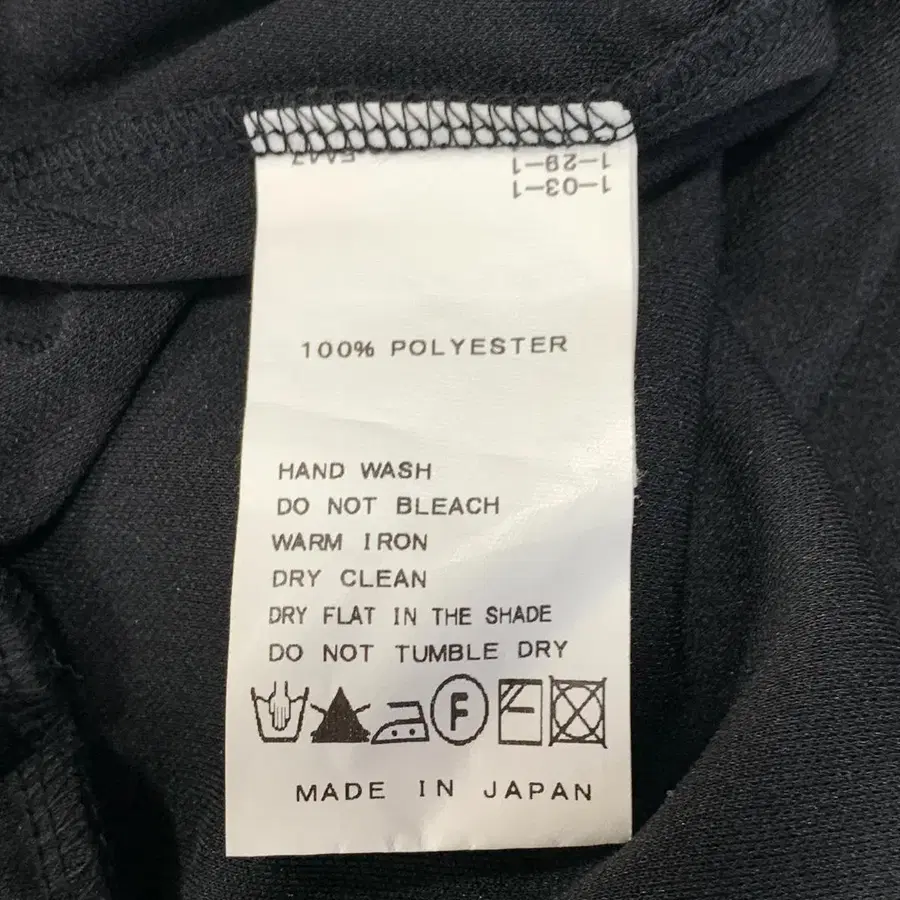 1-29-1
1-03-1
100% POLYESTER
HAND WASH
DO NOT BLEACH
WARM IRON
DRY CLEAN
DRY FLAT IN THE SHADE
DO NOT TUMBLE DRY
F
MADE IN JAPAN